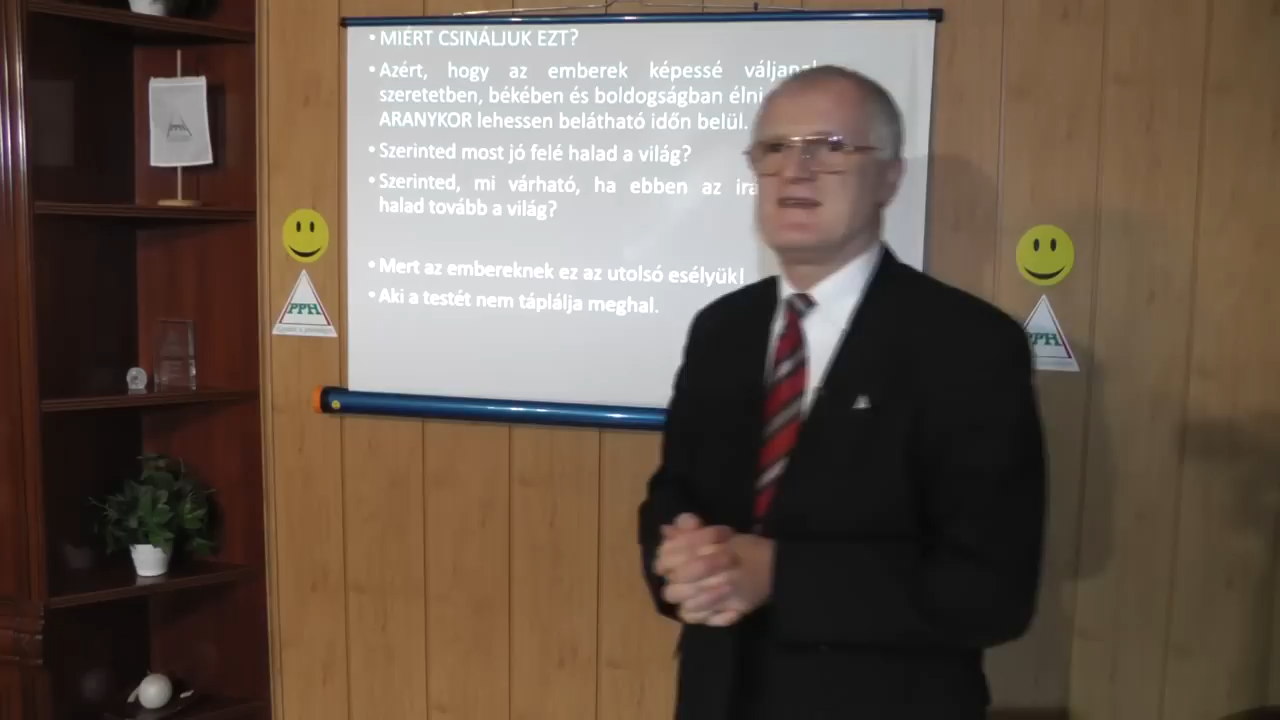 • MIÉRT CSINÁLJUK EZT?
• Azért, hogy az emberek képessé váljanak
szeretetben, békében és boldogságban élni
ARANYKOR lehessen belátható időn belül.
• Szerinted most jó felé halad a világ?
• Szerinted, mi várható, ha ebben az
halad tovább a világ?
• Mert az embereknek ez az utolsó esélyük!
• Aki a testét nem táplálja meghal.
PPH
PPH